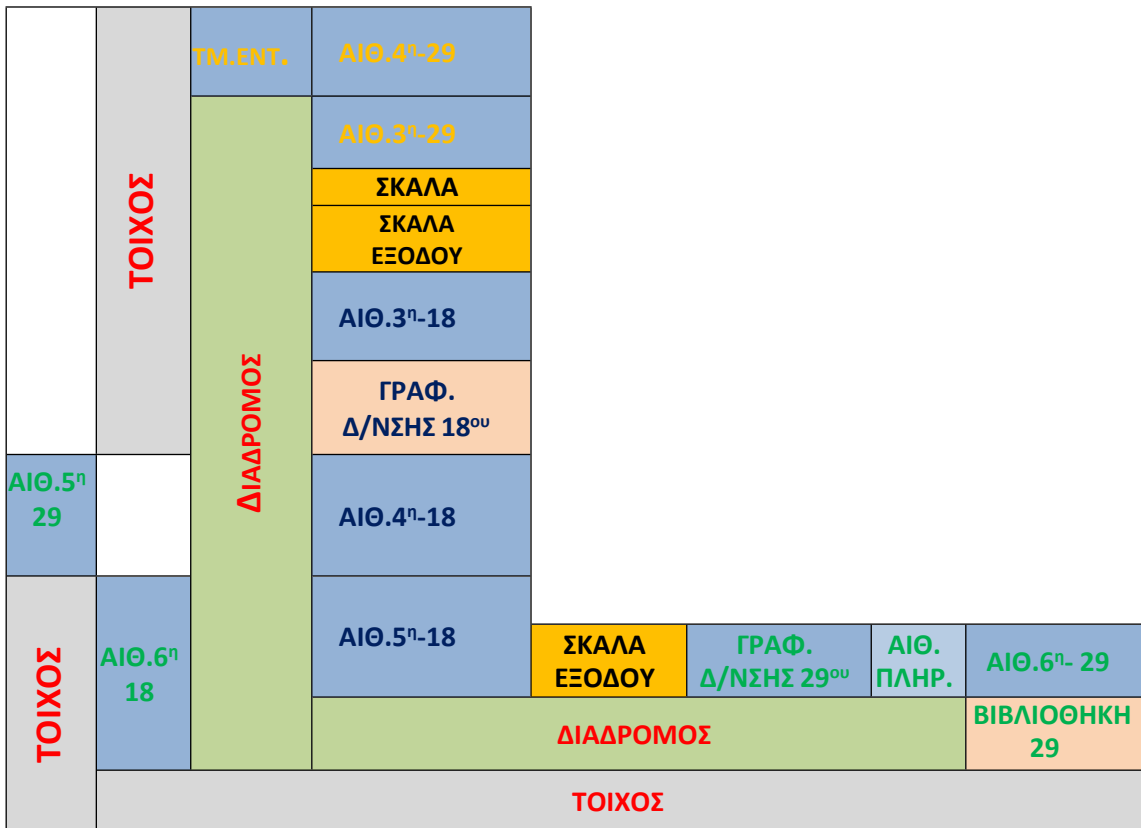 ΤΜ.ΕΝΤ.
ΑΙΘ.4η-29
ΑΙΘ.3η-29
ΤΟΙΧΟΣ
ΣΚΑΛΑ
ΣΚΑΛΑ
ΕΞΟΔΟΥ
ΑΙΘ.3η-18
ΔΙΑΔΡΟΜΟΣ
ΓΡΑΦ.
Δ/ΝΣΗΣ 18ου
ΑΙΘ.5η
29
ΑΙΘ.4η-18
ΑΙΘ.5η-18
ΤΟΙΧΟΣ
ΑΙΘ.6η
18
ΣΚΑΛΑ
ΕΞΟΔΟΥ
ΓΡΑΦ.
Δ/ΝΣΗΣ 29ου
ΑΙΘ.
ΠΛΗΡ.
ΑΙΘ.6η- 29
ΔΙΑΔΡΟΜΟΣ
ΒΙΒΛΙΟΘΗΚΗ
29
ΤΟΙΧΟΣ